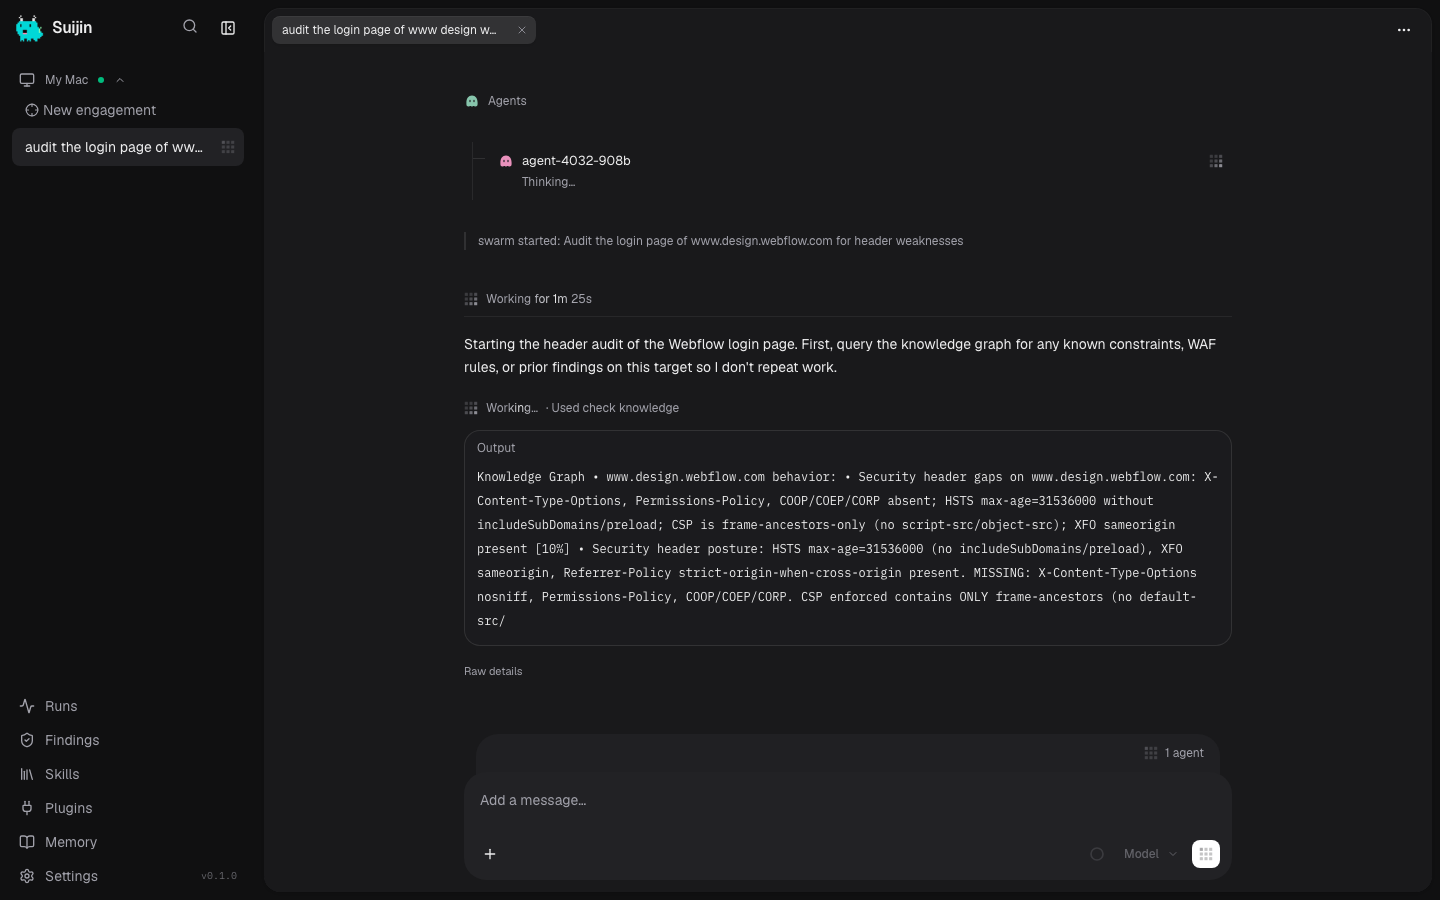 Suijin
My Mac
New engagement
audit the login page of ww...
Runs
Findings
Skills
Plugins
Memory
Settings
v0.1.0
audit the login page of www design w...
Agents
agent-4032-908b
Thinking...
swarm started: Audit the login page of www.design.webflow.com for header weaknesses
Working for 1m 25s
Starting the header audit of the Webflow login page. First, query the knowledge graph for any known constraints, WAF
rules, or prior findings on this target so I don't repeat work.
Working... · Used check knowledge
Output
Knowledge Graph • www.design.webflow.com behavior: • Security header gaps on www.design.webflow.com: X-
Content-Type-Options, Permissions-Policy, COOP/COEP/CORP absent; HSTS max-age=31536000 without
includeSubDomains/preload; CSP is frame-ancestors-only (no script-src/object-src); XFO sameorigin
present [10%] • Security header posture: HSTS max-age=31536000 (no includeSubDomains/preload), XFO
sameorigin, Referrer-Policy strict-origin-when-cross-origin present. MISSING: X-Content-Type-Options
nosniff, Permissions-Policy, COOP/COEP/CORP. CSP enforced contains ONLY frame-ancestors (no default-
src/
Raw details
1 agent
Add a message...
Model